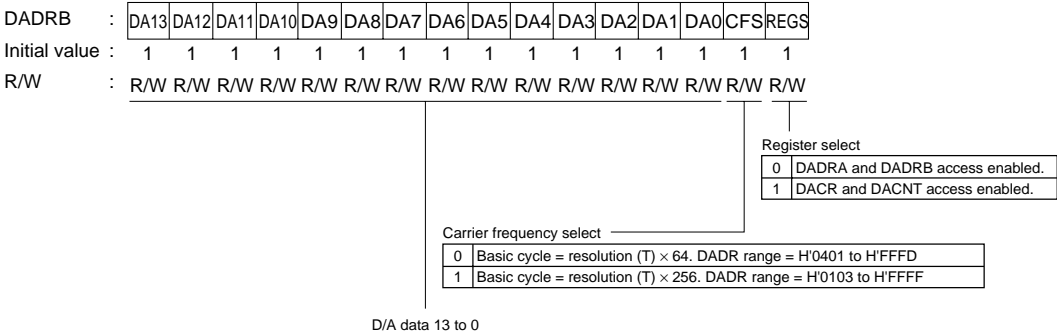 DADRB : DA13 DA12 DA11 DA10 DA9 DA8 DA7 DA6 DA5 DA4 DA3 DA2 DA1 DA0 CFS REGS
Initial value : 1 1 1 1 1 1 1 1 1 1 1 1 1 1 1 1
R/W : R/W R/W R/W R/W R/W R/W R/W R/W R/W R/W R/W R/W R/W R/W R/W R/W
Register select
0 DADRA and DADRB access enabled.
1 DACR and DACNT access enabled.
Carrier frequency select
0 Basic cycle = resolution (T) × 64. DADR range = H'0401 to H'FFFD
1 Basic cycle = resolution (T) × 256. DADR range = H'0103 to H'FFFF
D/A data 13 to 0